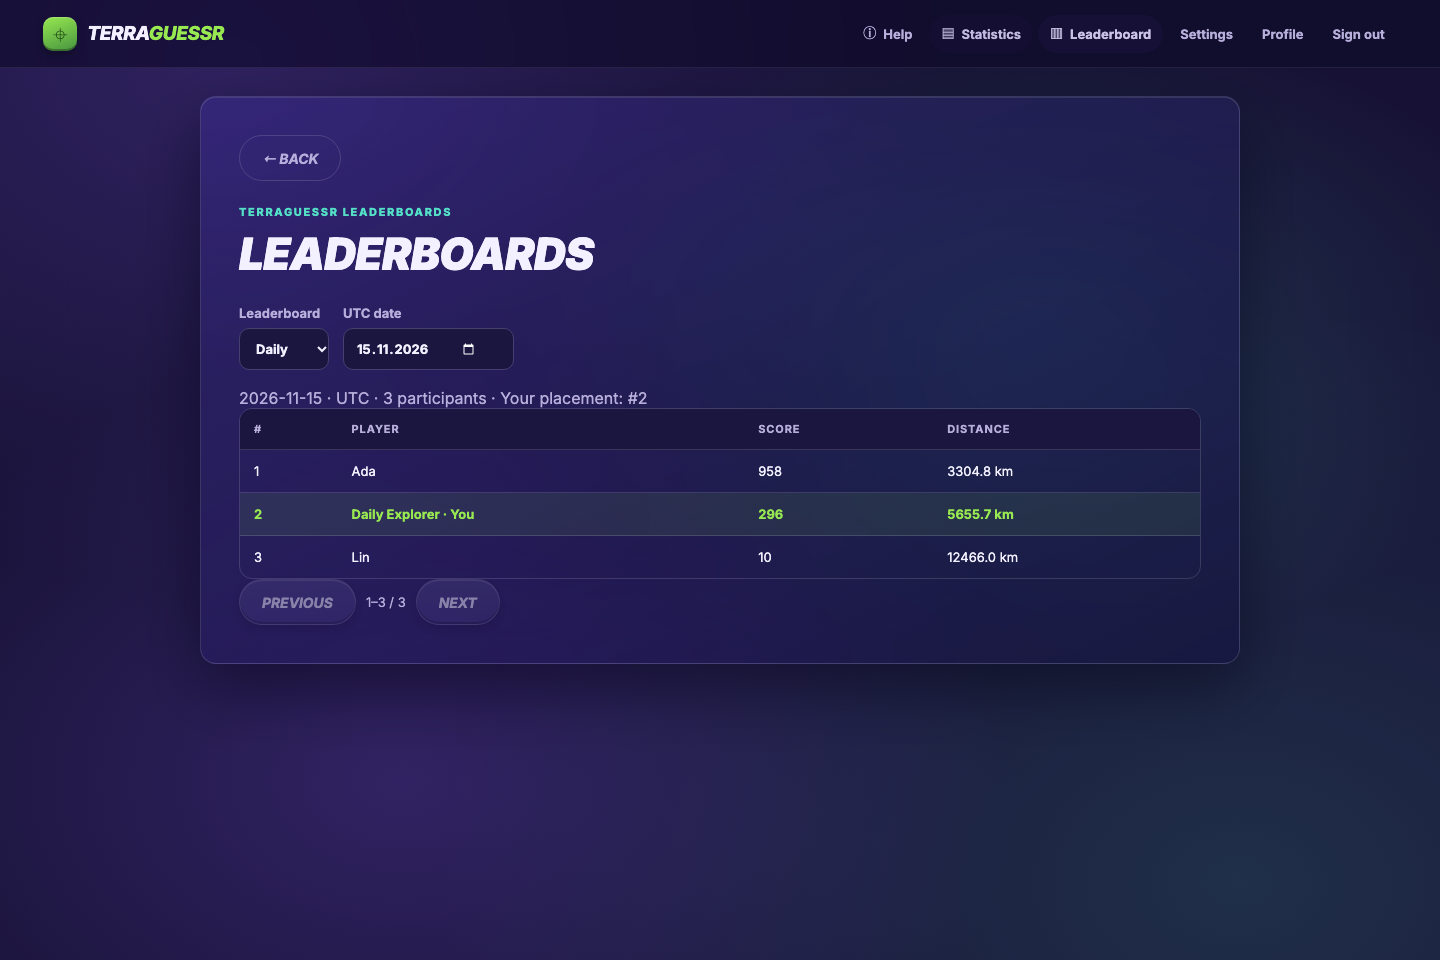 TERRAGUESSR
Help
Statistics
Leaderboard
Settings
Profile
Sign out
← BACK
TERRAGUESSR LEADERBOARDS
LEADERBOARDS
Leaderboard UTC date
Daily 15.11.2026
2026-11-15 · UTC · 3 participants · Your placement: #2
# PLAYER SCORE DISTANCE
1 Ada 958 3304.8 km
2 Daily Explorer · You 296 5655.7 km
3 Lin 10 12466.0 km
PREVIOUS 1–3 / 3 NEXT